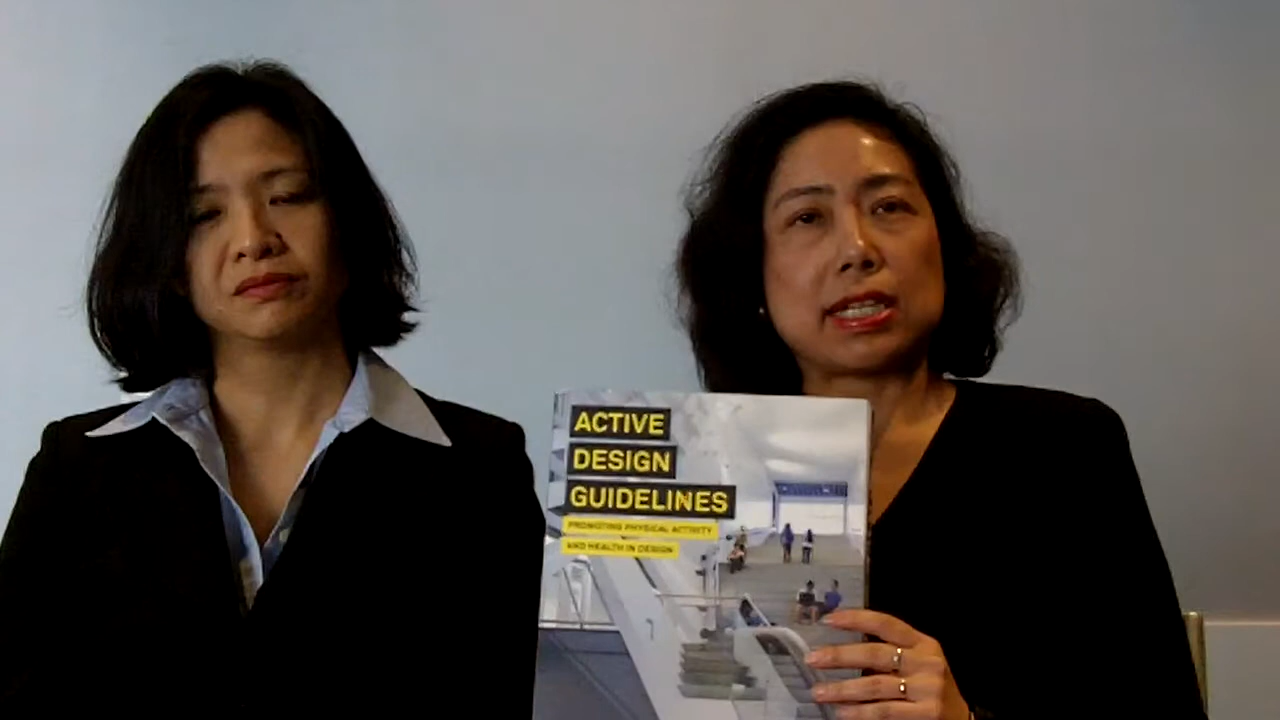 ACTIVE
DESIGN
GUIDELINES
PROMOTING PHYSICAL ACTIVITY
AND HEALTH IN DESIGN